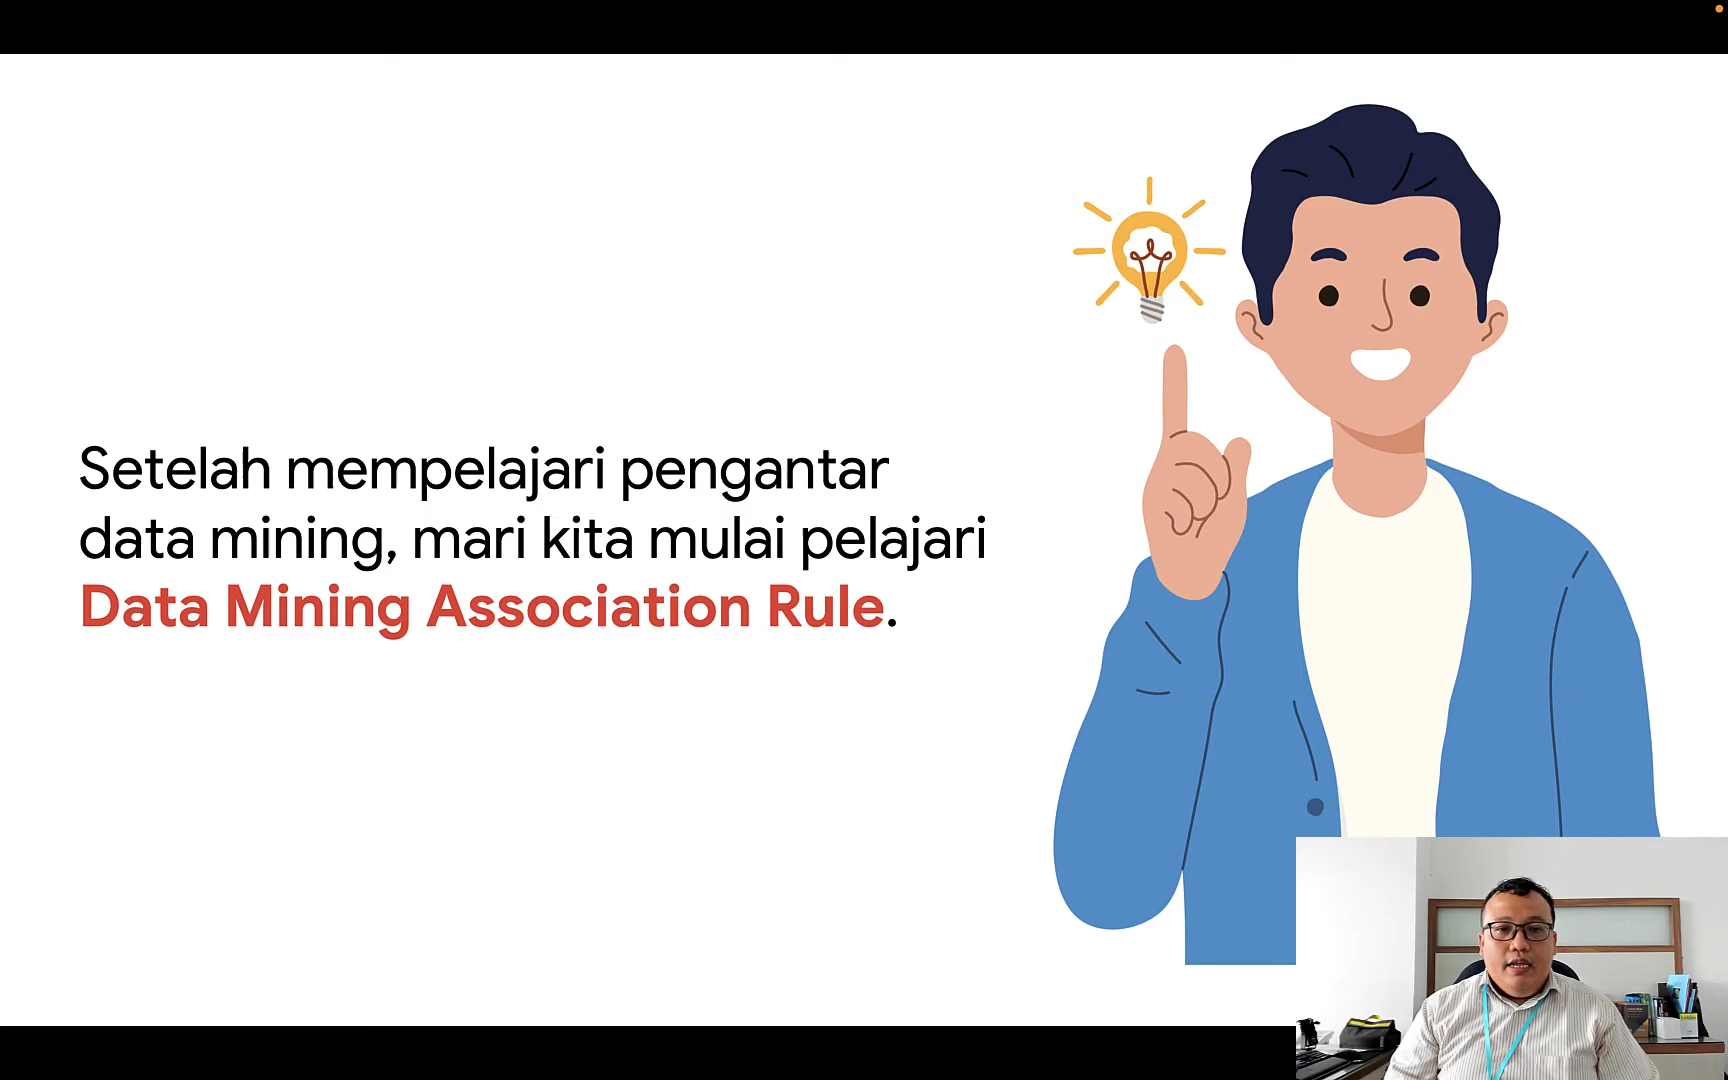 Setelah mempelajari pengantar
data mining, mari kita mulai pelajari
Data Mining Association Rule.